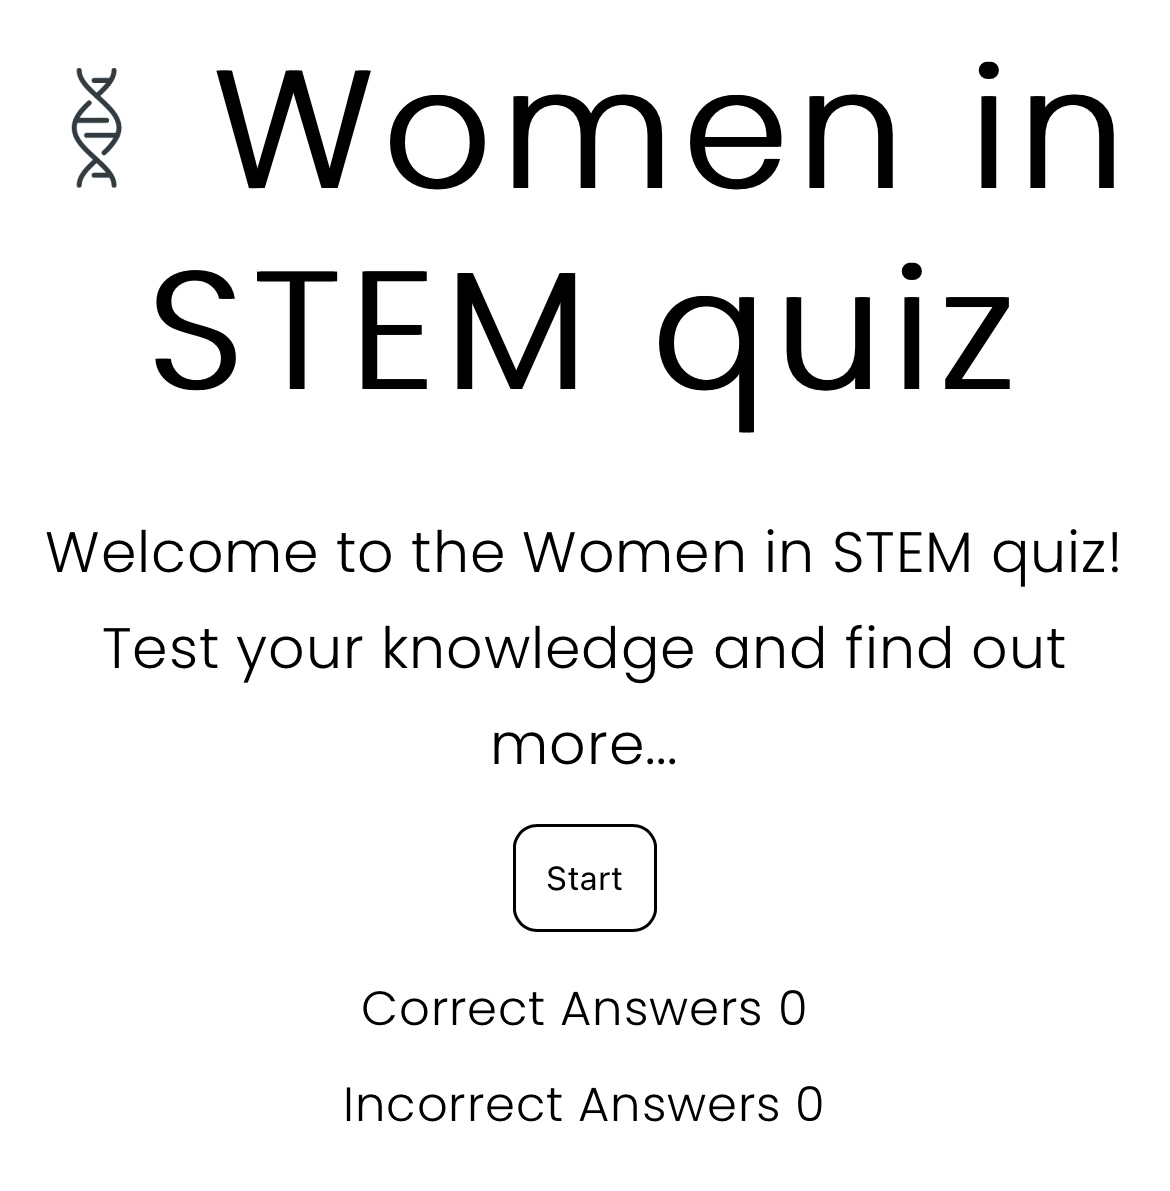 Women in
STEM quiz
Welcome to the Women in STEM quiz!
Test your knowledge and find out
more...
Start
Correct Answers 0
Incorrect Answers 0